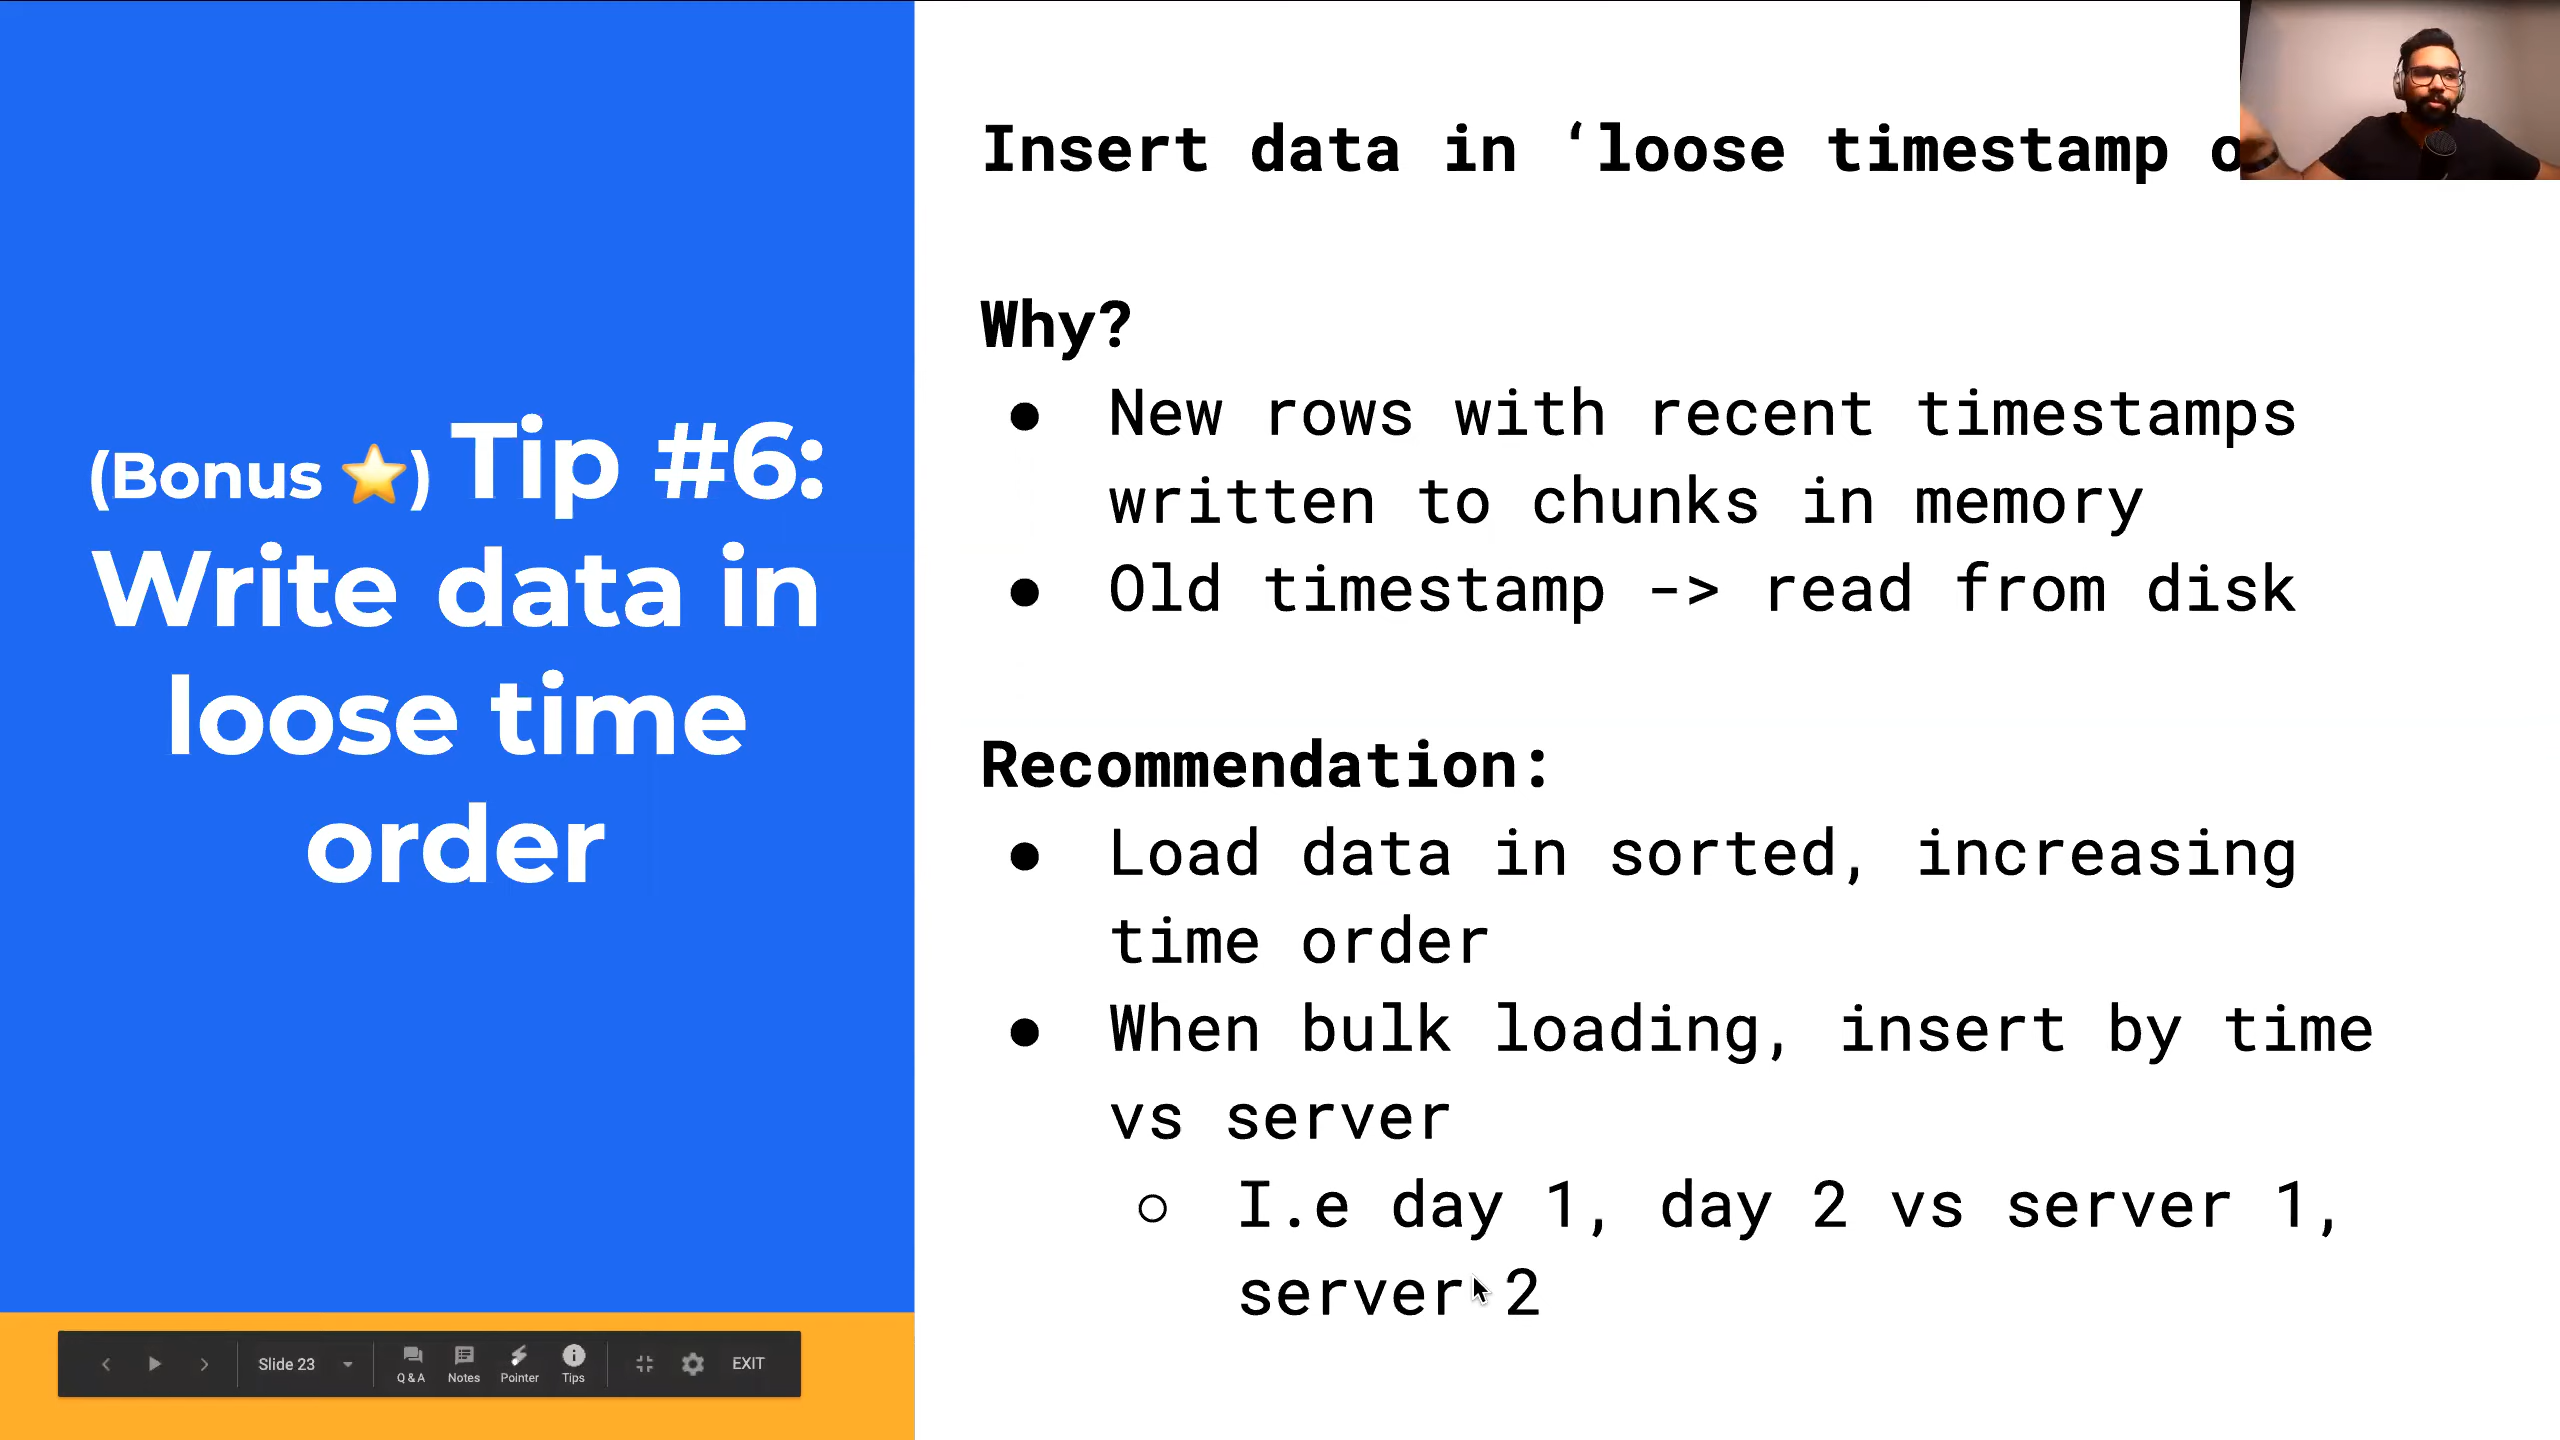 (Bonus ⭐) Tip #6:
Write data in
loose time
order
Insert data in ‘loose timestamp o
Why?
● New rows with recent timestamps
written to chunks in memory
● Old timestamp -> read from disk
Recommendation:
● Load data in sorted, increasing
time order
● When bulk loading, insert by time
vs server
○ I.e day 1, day 2 vs server 1,
server 2
Slide 23
Q & A
Notes
Pointer
Tips
EXIT